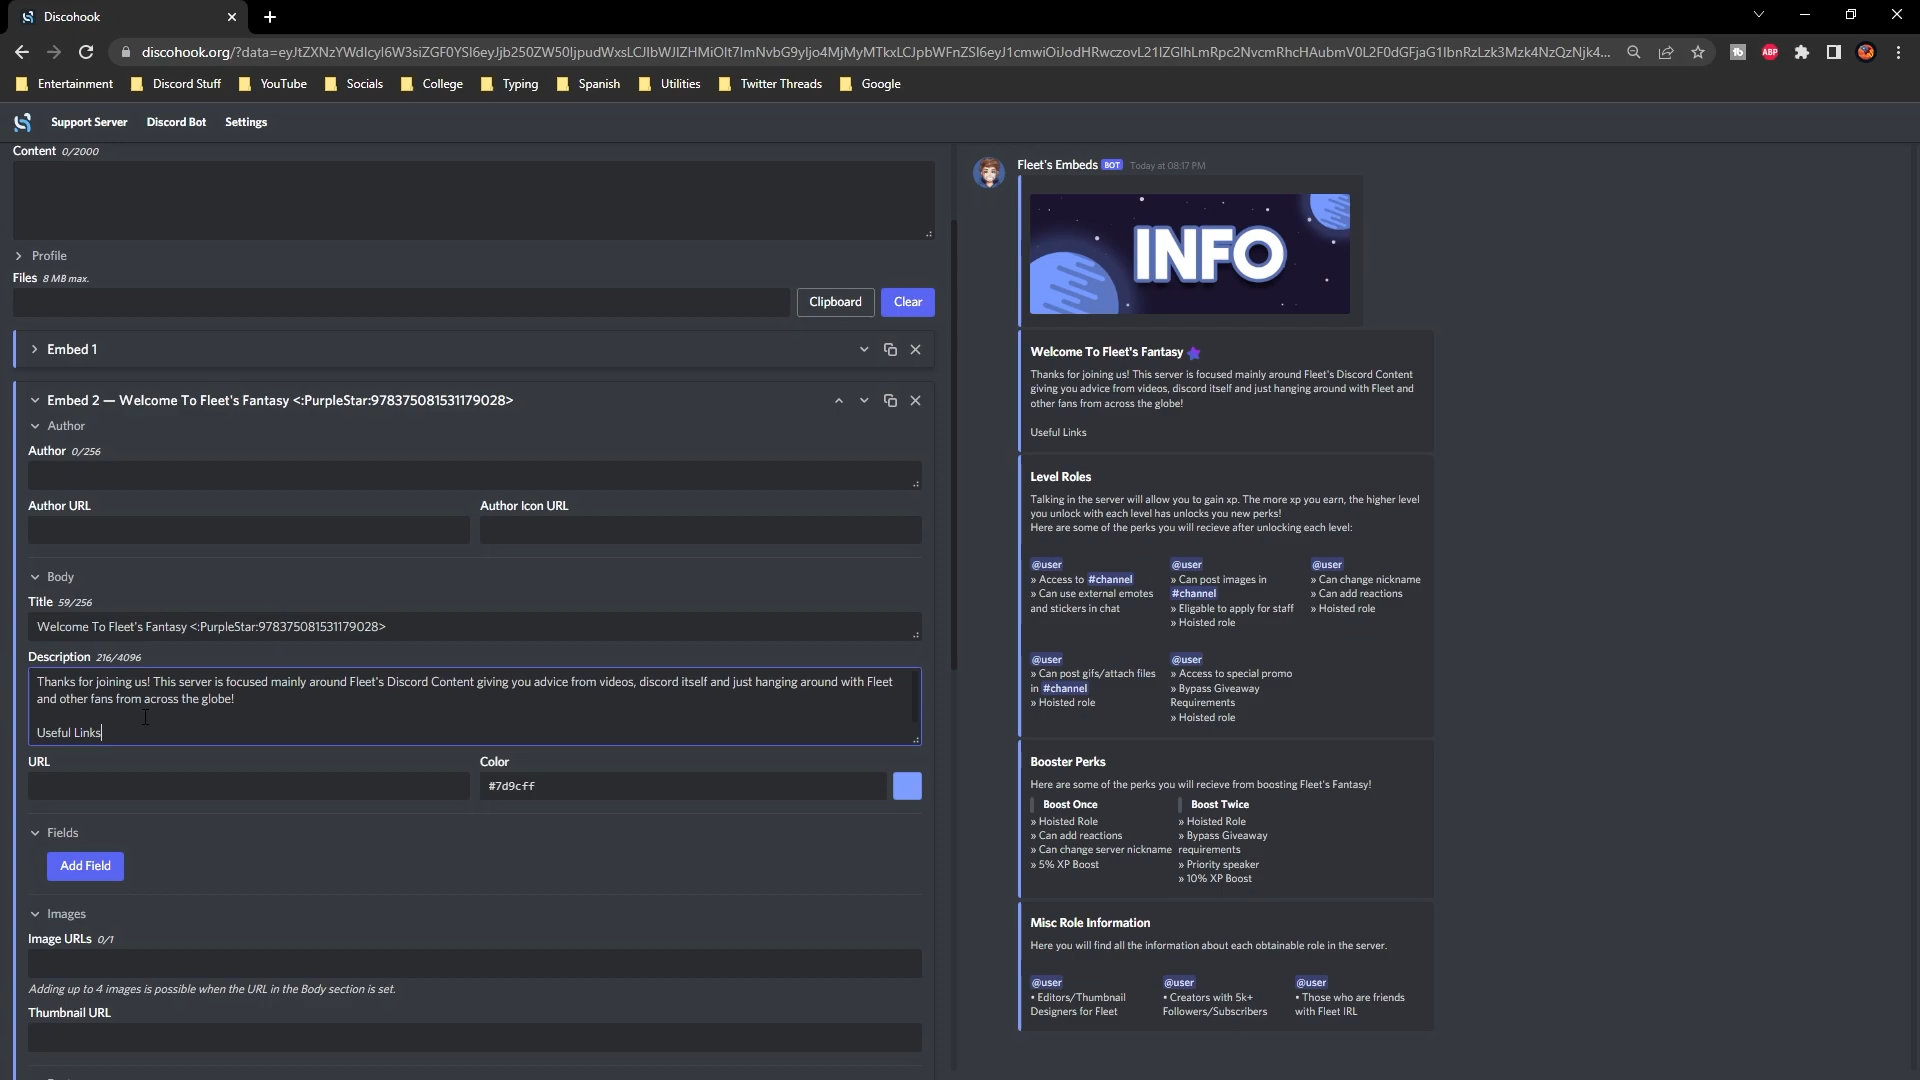 Discohook
discohook.org/?data=
Entertainment Discord Stuff YouTube Socials College Typing Spanish Utilities Twitter Threads Google
Support Server Discord Bot Settings
Content 0/2000
Profile
Files 8 MB max.
Clipboard Clear
Embed 1
Embed 2 — Welcome To Fleet's Fantasy <:PurpleStar:978375081531179028>
Author
Author 0/256
Author URL Author Icon URL
Body
Title 59/256
Welcome To Fleet's Fantasy <:PurpleStar:978375081531179028>
Description 216/4096
Thanks for joining us! This server is focused mainly around Fleet's Discord Content giving you advice from videos, discord itself and just hanging around with Fleet
and other fans from across the globe!
Useful Links
URL Color
#7d9cff
Fields
Add Field
Images
Image URLs 0/1
Adding up to 4 images is possible when the URL in the Body section is set.
Thumbnail URL
Fleet's Embeds BOT Today at 08:17 PM
INFO
Welcome To Fleet's Fantasy
Thanks for joining us! This server is focused mainly around Fleet's Discord Content
giving you advice from videos, discord itself and just hanging around with Fleet and
other fans from across the globe!
Useful Links
Level Roles
Talking in the server will allow you to gain xp. The more xp you earn, the higher level
you unlock with each level has unlocks you new perks!
Here are some of the perks you will recieve after unlocking each level:
@user
» Access to #channel
» Can use external emotes
and stickers in chat
@user
» Can post images in
#channel
» Eligable to apply for staff
» Hoisted role
@user
» Can change nickname
» Can add reactions
» Hoisted role
@user
» Can post gifs/attach files
in #channel
» Hoisted role
@user
» Access to special promo
» Bypass Giveaway
Requirements
» Hoisted role
Booster Perks
Here are some of the perks you will recieve from boosting Fleet's Fantasy!
Boost Once
» Hoisted Role
» Can add reactions
» Can change server nickname
» 5% XP Boost
Boost Twice
» Hoisted Role
» Bypass Giveaway
requirements
» Priority speaker
» 10% XP Boost
Misc Role Information
Here you will find all the information about each obtainable role in the server.
@user
• Editors/Thumbnail
Designers for Fleet
@user
• Creators with 5k+
Followers/Subscribers
@user
• Those who are friends
with Fleet IRL
ABP